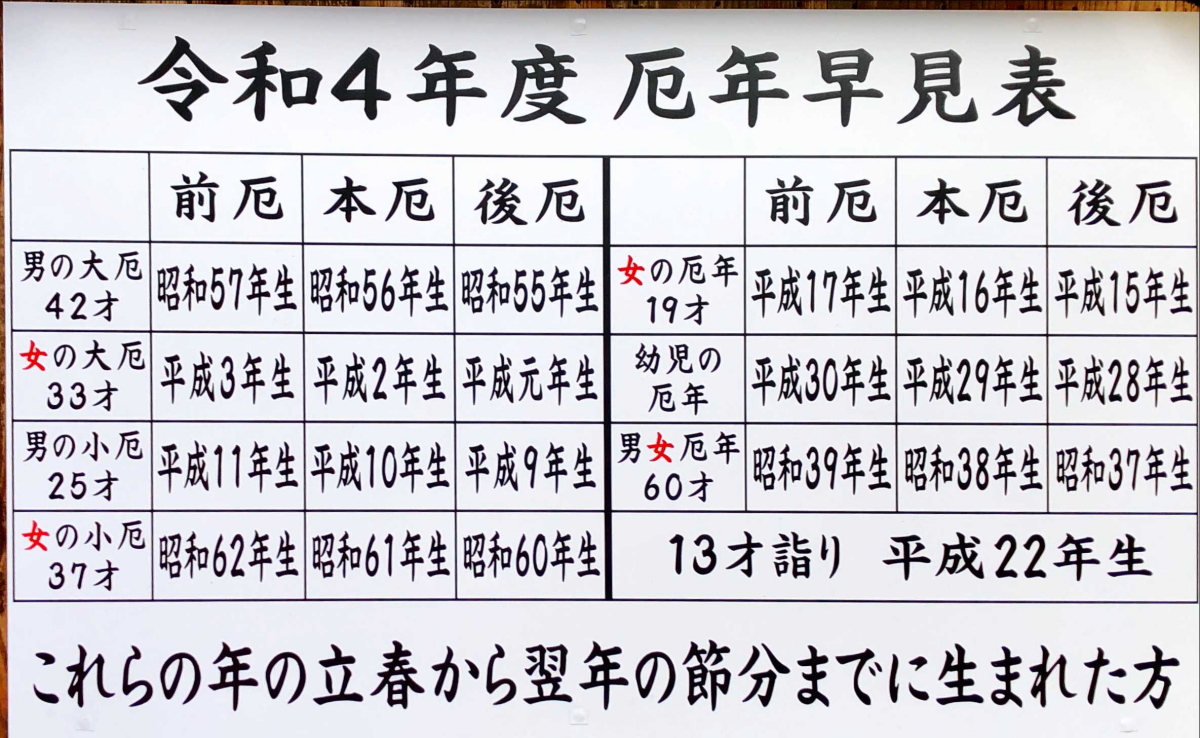 令和4年度 厄年早見表
前厄 本厄 後厄
男の大厄
42才
昭和57年生 昭和56年生 昭和55年生
女の大厄
33才
平成3年生 平成2年生 平成元年生
男の小厄
25才
平成11年生 平成10年生 平成9年生
女の小厄
37才
昭和62年生 昭和61年生 昭和60年生
前厄 本厄 後厄
女の厄年
19才
平成17年生 平成16年生 平成15年生
幼児の
厄年
平成30年生 平成29年生 平成28年生
男女厄年
60才
昭和39年生 昭和38年生 昭和37年生
13才詣り 平成22年生
これらの年の立春から翌年の節分までに生まれた方